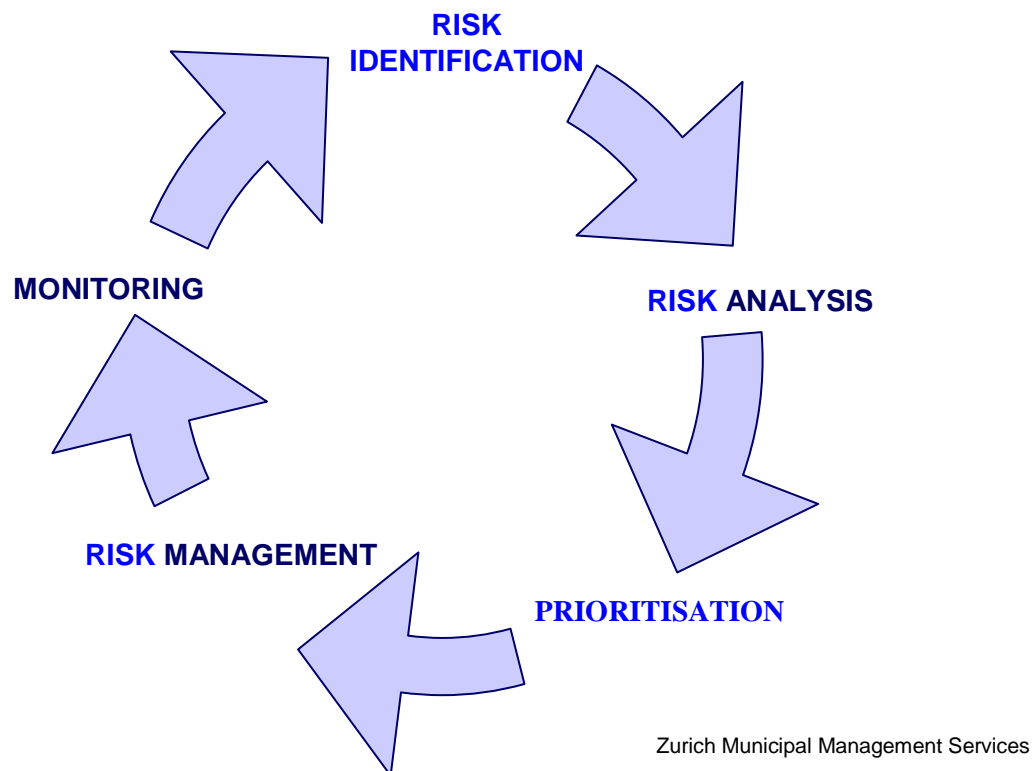 RISK
IDENTIFICATION
RISK ANALYSIS
PRIORITISATION
RISK MANAGEMENT
MONITORING
Zurich Municipal Management Services